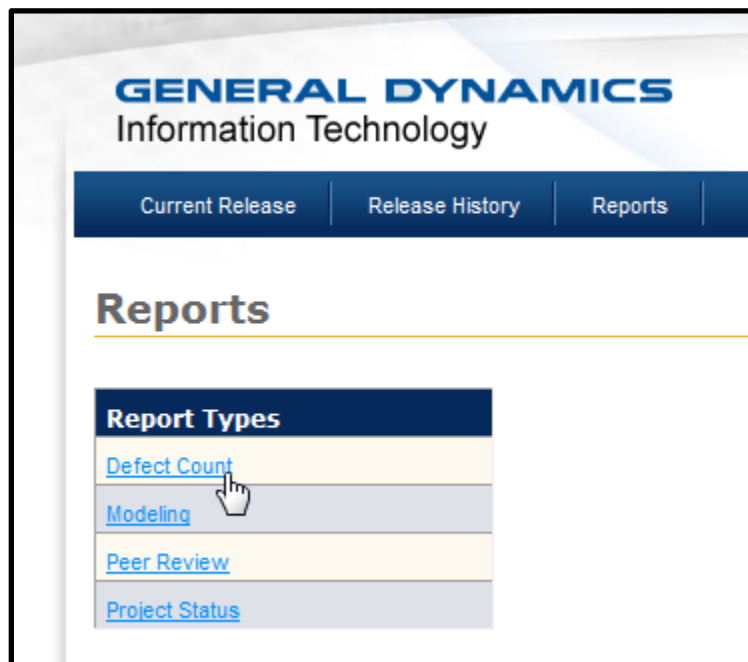 GENERAL DYNAMICS
Information Technology
Current Release Release History Reports
Reports
Report Types
Defect Count
Modeling
Peer Review
Project Status